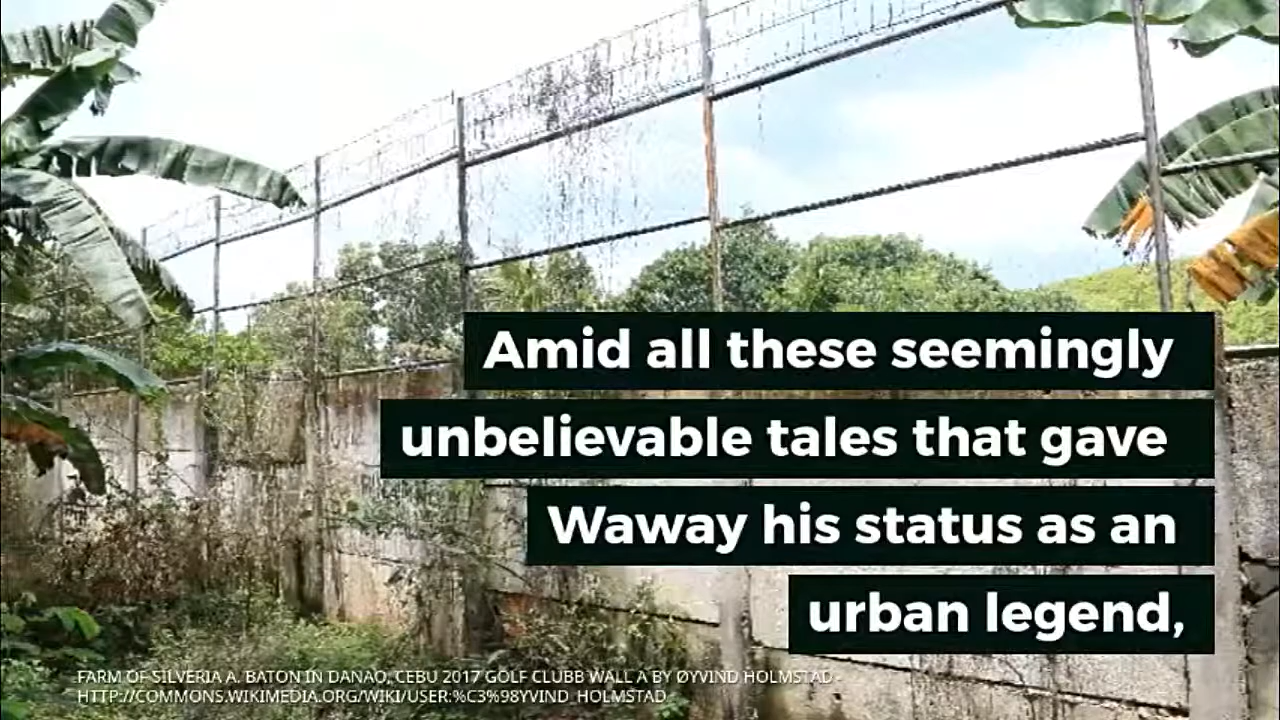 Amid all these seemingly
unbelievable tales that gave
Waway his status as an
urban legend,
FARM OF SILVERIA A. BATON IN DANAO, CEBU 2017 GOLF CLUBB WALL A BY ØYVIND HOLMSTAD -
HTTP://COMMONS.WIKIMEDIA.ORG/WIKI/USER:%C3%98YVIND_HOLMSTAD